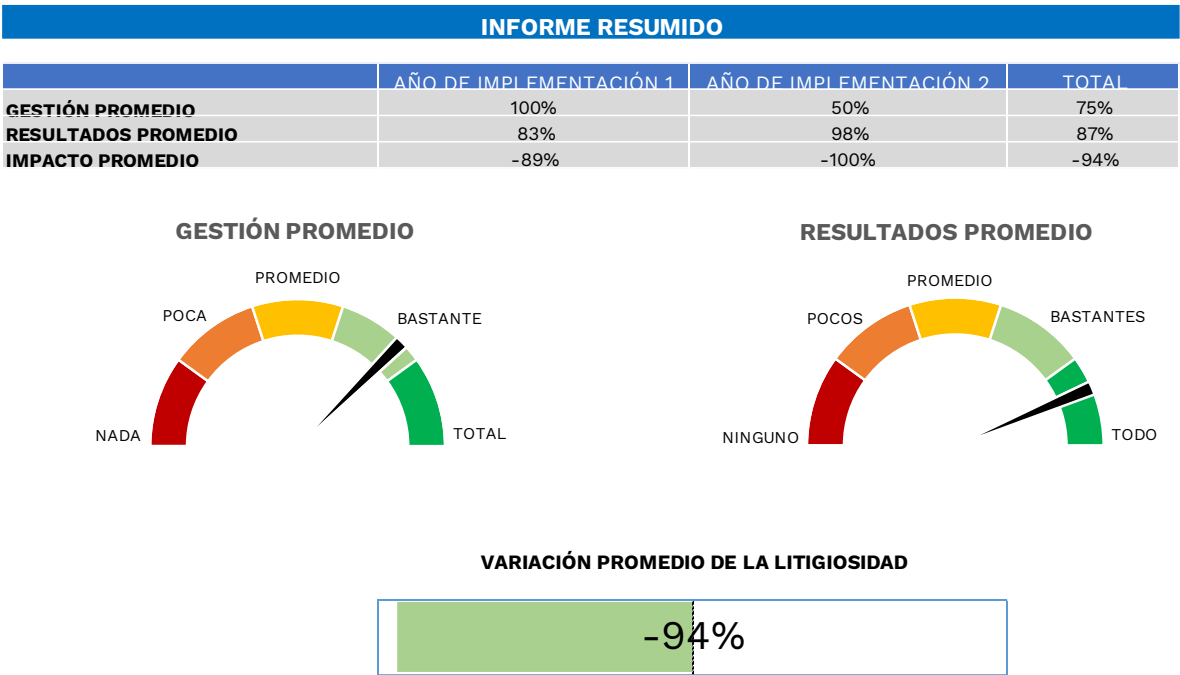 INFORME RESUMIDO
AÑO DE IMPLEMENTACIÓN 1 AÑO DE IMPLEMENTACIÓN 2 TOTAL
GESTIÓN PROMEDIO 100% 50% 75%
RESULTADOS PROMEDIO 83% 98% 87%
IMPACTO PROMEDIO -89% -100% -94%
GESTIÓN PROMEDIO
PROMEDIO
POCA
BASTANTE
NADA
TOTAL
RESULTADOS PROMEDIO
PROMEDIO
POCOS
BASTANTES
NINGUNO
TODO
VARIACIÓN PROMEDIO DE LA LITIGIOSIDAD
-94%